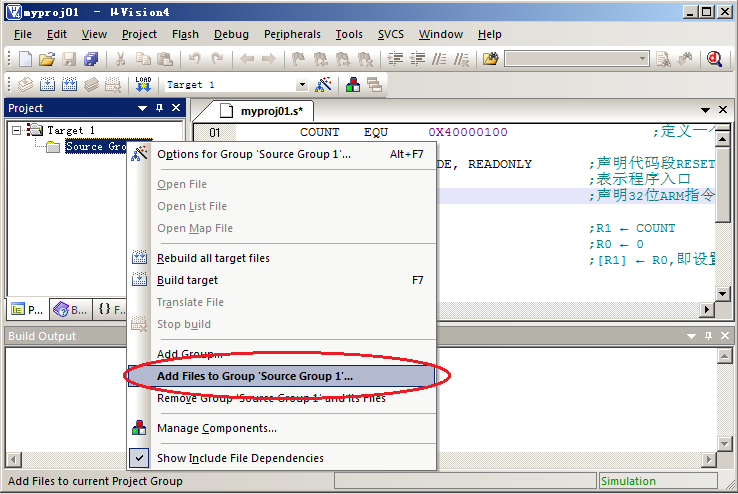 myproj01 - μVision4
File Edit View Project Flash Debug Peripherals Tools SVCS Window Help
LOAD
Target 1
Project
myproj01.s*
Target 1
Source Gro
01 COUNT EQU 0X40000100 ;定义一个
Options for Group 'Source Group 1'... Alt+F7
DE, READONLY ;声明代码段RESET
Open File
;表示程序入口
Open List File
;声明32位ARM指令
Open Map File
;R1 ← COUNT
;R0 ← 0
Rebuild all target files
;[R1] ← R0,即设置
Build target F7
Translate File
P... B... {} F...
Stop build
Build Output
Add Group...
Add Files to Group 'Source Group 1'...
Remove Group 'Source Group 1' and its Files
Manage Components...
Show Include File Dependencies
Add Files to current Project Group
Simulation